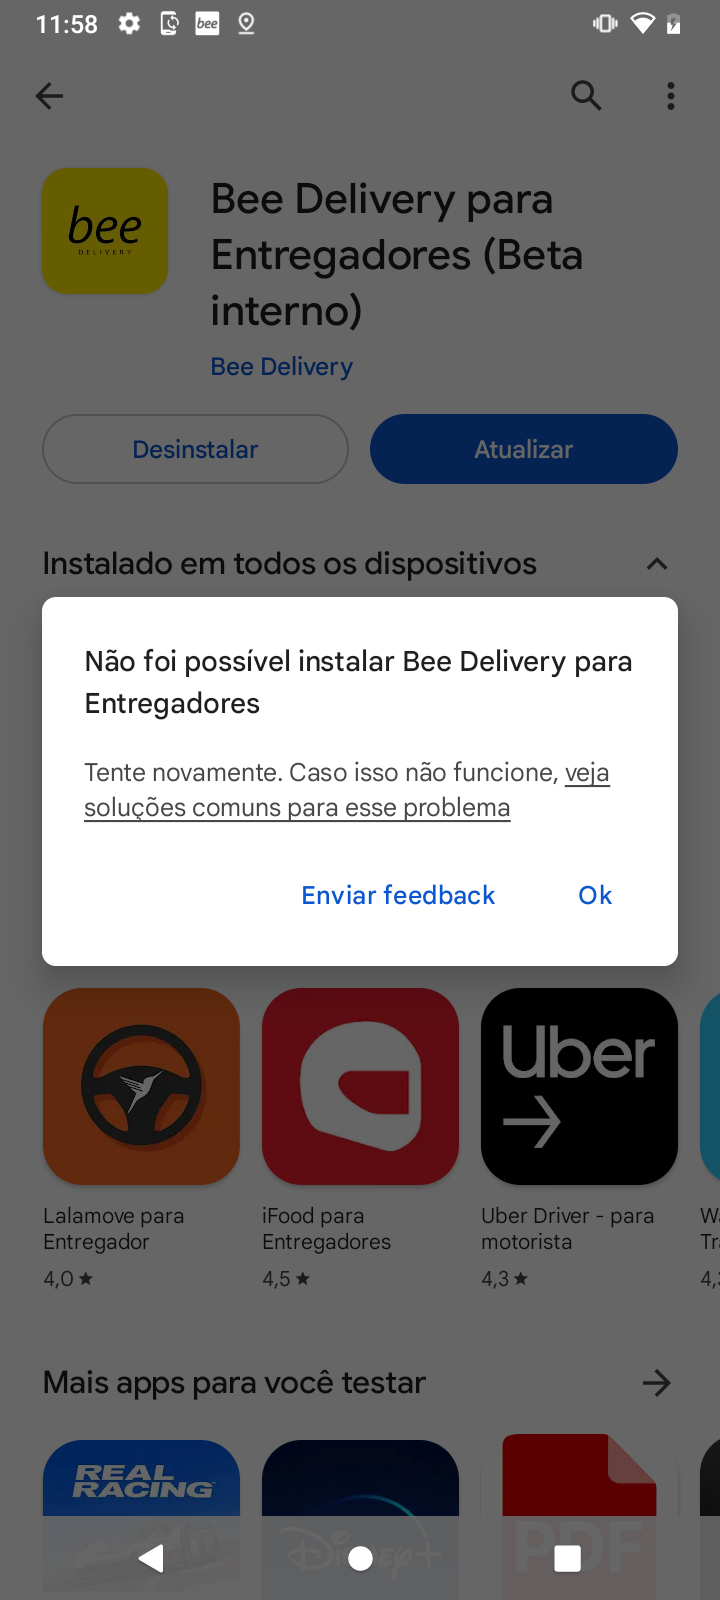 11:58
bee
bee
DELIVERY
Bee Delivery para
Entregadores (Beta
interno)
Bee Delivery
Desinstalar
Atualizar
Instalado em todos os dispositivos
Não foi possível instalar Bee Delivery para
Entregadores
Tente novamente. Caso isso não funcione, veja
soluções comuns para esse problema
Enviar feedback
Ok
Uber
Lalamove para
Entregador
4,0 ★
iFood para
Entregadores
4,5 ★
Uber Driver - para
motorista
4,3 ★
Mais apps para você testar
REAL
RACING
Disney+
PDF